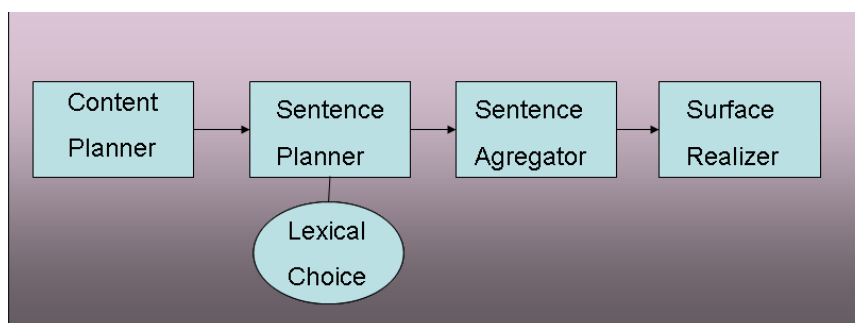 Content
Planner
Sentence
Planner
Sentence
Agregator
Surface
Realizer
Lexical
Choice